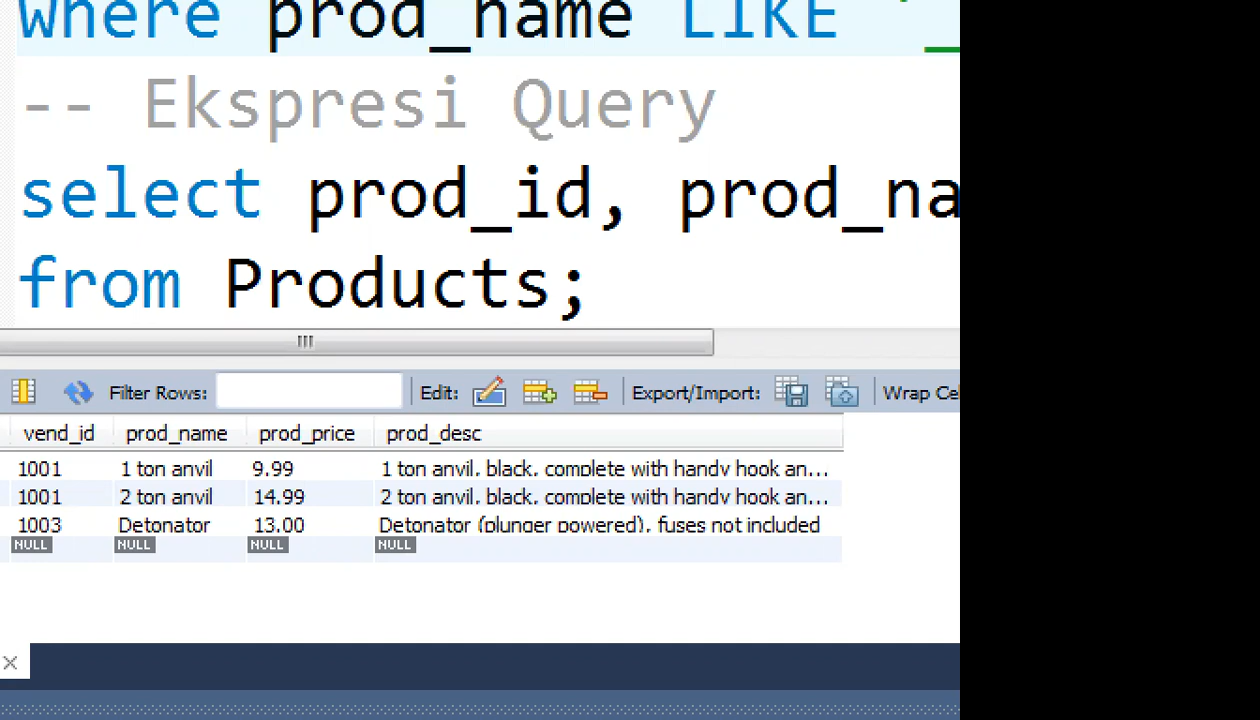 Where prod_name LIKE '_
-- Ekspresi Query
select prod_id, prod_na
from Products;
Filter Rows: Edit: Export/Import: Wrap Cel
vend_id prod_name prod_price prod_desc
1001 1 ton anvil 9.99 1 ton anvil, black, complete with handy hook an...
1001 2 ton anvil 14.99 2 ton anvil, black, complete with handy hook an...
1003 Detonator 13.00 Detonator (plunger powered), fuses not included
NULL NULL NULL NULL